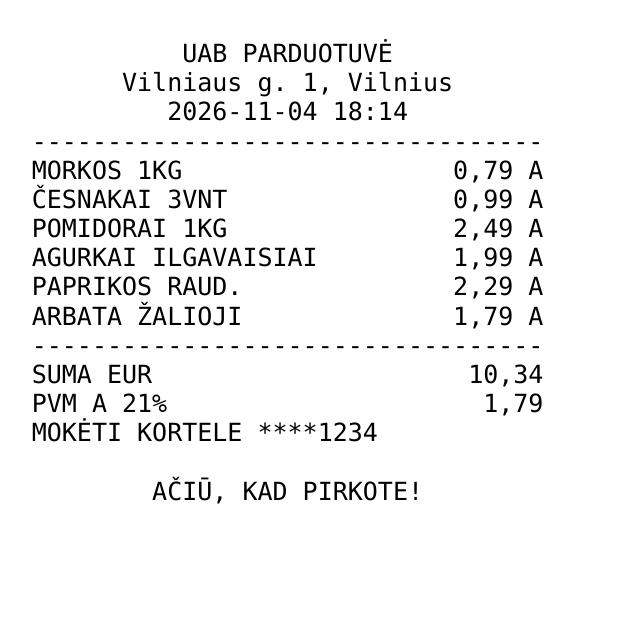 UAB PARDUOTUVĖ
Vilniaus g. 1, Vilnius
2026-11-04 18:14
----------------------------------
MORKOS 1KG 0,79 A
ČESNAKAI 3VNT 0,99 A
POMIDORAI 1KG 2,49 A
AGURKAI ILGAVAISIAI 1,99 A
PAPRIKOS RAUD. 2,29 A
ARBATA ŽALIOJI 1,79 A
----------------------------------
SUMA EUR 10,34
PVM A 21% 1,79
MOKĖTI KORTELE ****1234
AČIŪ, KAD PIRKOTE!